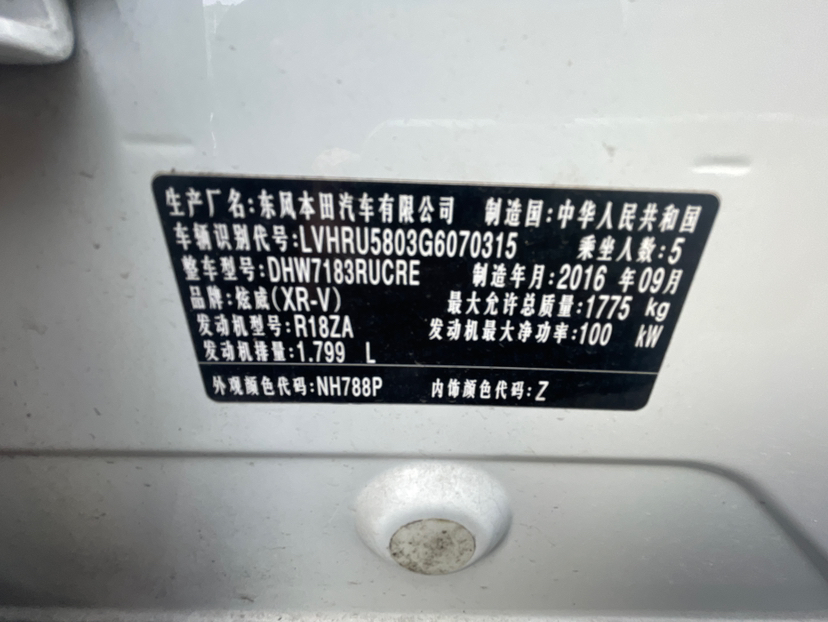 生产厂名:东风本田汽车有限公司 制造国:中华人民共和国
车辆识别代号:LVHRU5803G6070315 乘坐人数:5
整车型号:DHW7183RUCRE 制造年月:2016 年09月
品牌:炫威(XR-V) 最大允许总质量:1775 kg
发动机型号:R18ZA 发动机最大净功率:100 kW
发动机排量:1.799 L
外观颜色代码:NH788P 内饰颜色代码:Z